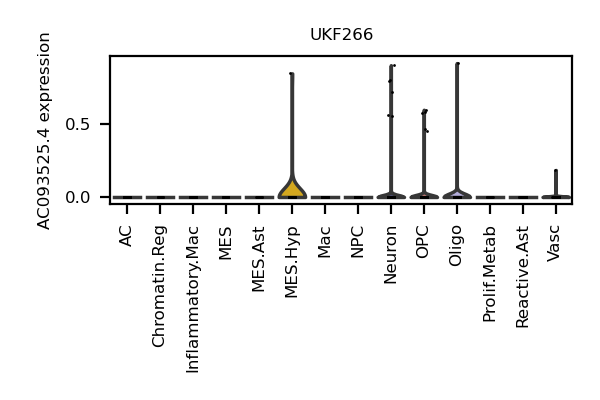 UKF266
AC093525.4 expression
0.5
0.0
AC
Chromatin.Reg
Inflammatory.Mac
MES
MES.Ast
MES.Hyp
Mac
NPC
Neuron
OPC
Oligo
Prolif.Metab
Reactive.Ast
Vasc